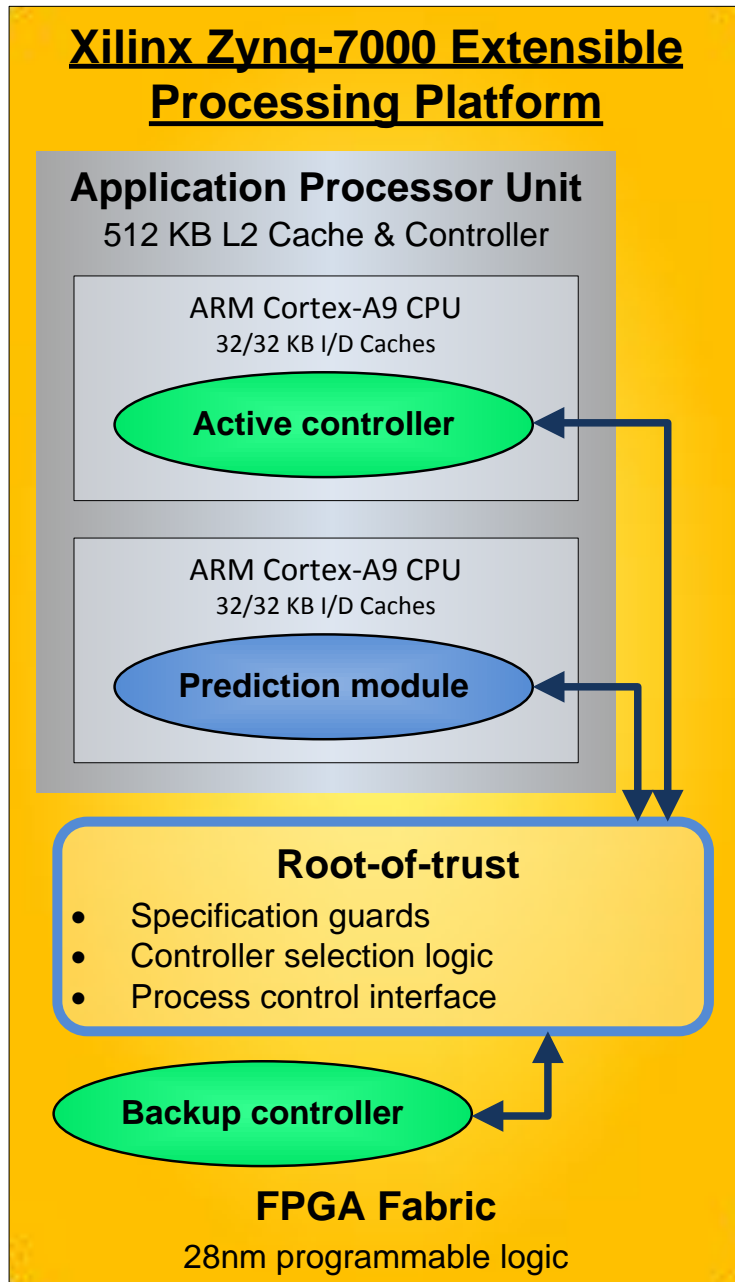 Xilinx Zynq-7000 Extensible
Processing Platform
Application Processor Unit
512 KB L2 Cache & Controller
ARM Cortex-A9 CPU
32/32 KB I/D Caches
Active controller
ARM Cortex-A9 CPU
32/32 KB I/D Caches
Prediction module
Root-of-trust
• Specification guards
• Controller selection logic
• Process control interface
Backup controller
FPGA Fabric
28nm programmable logic